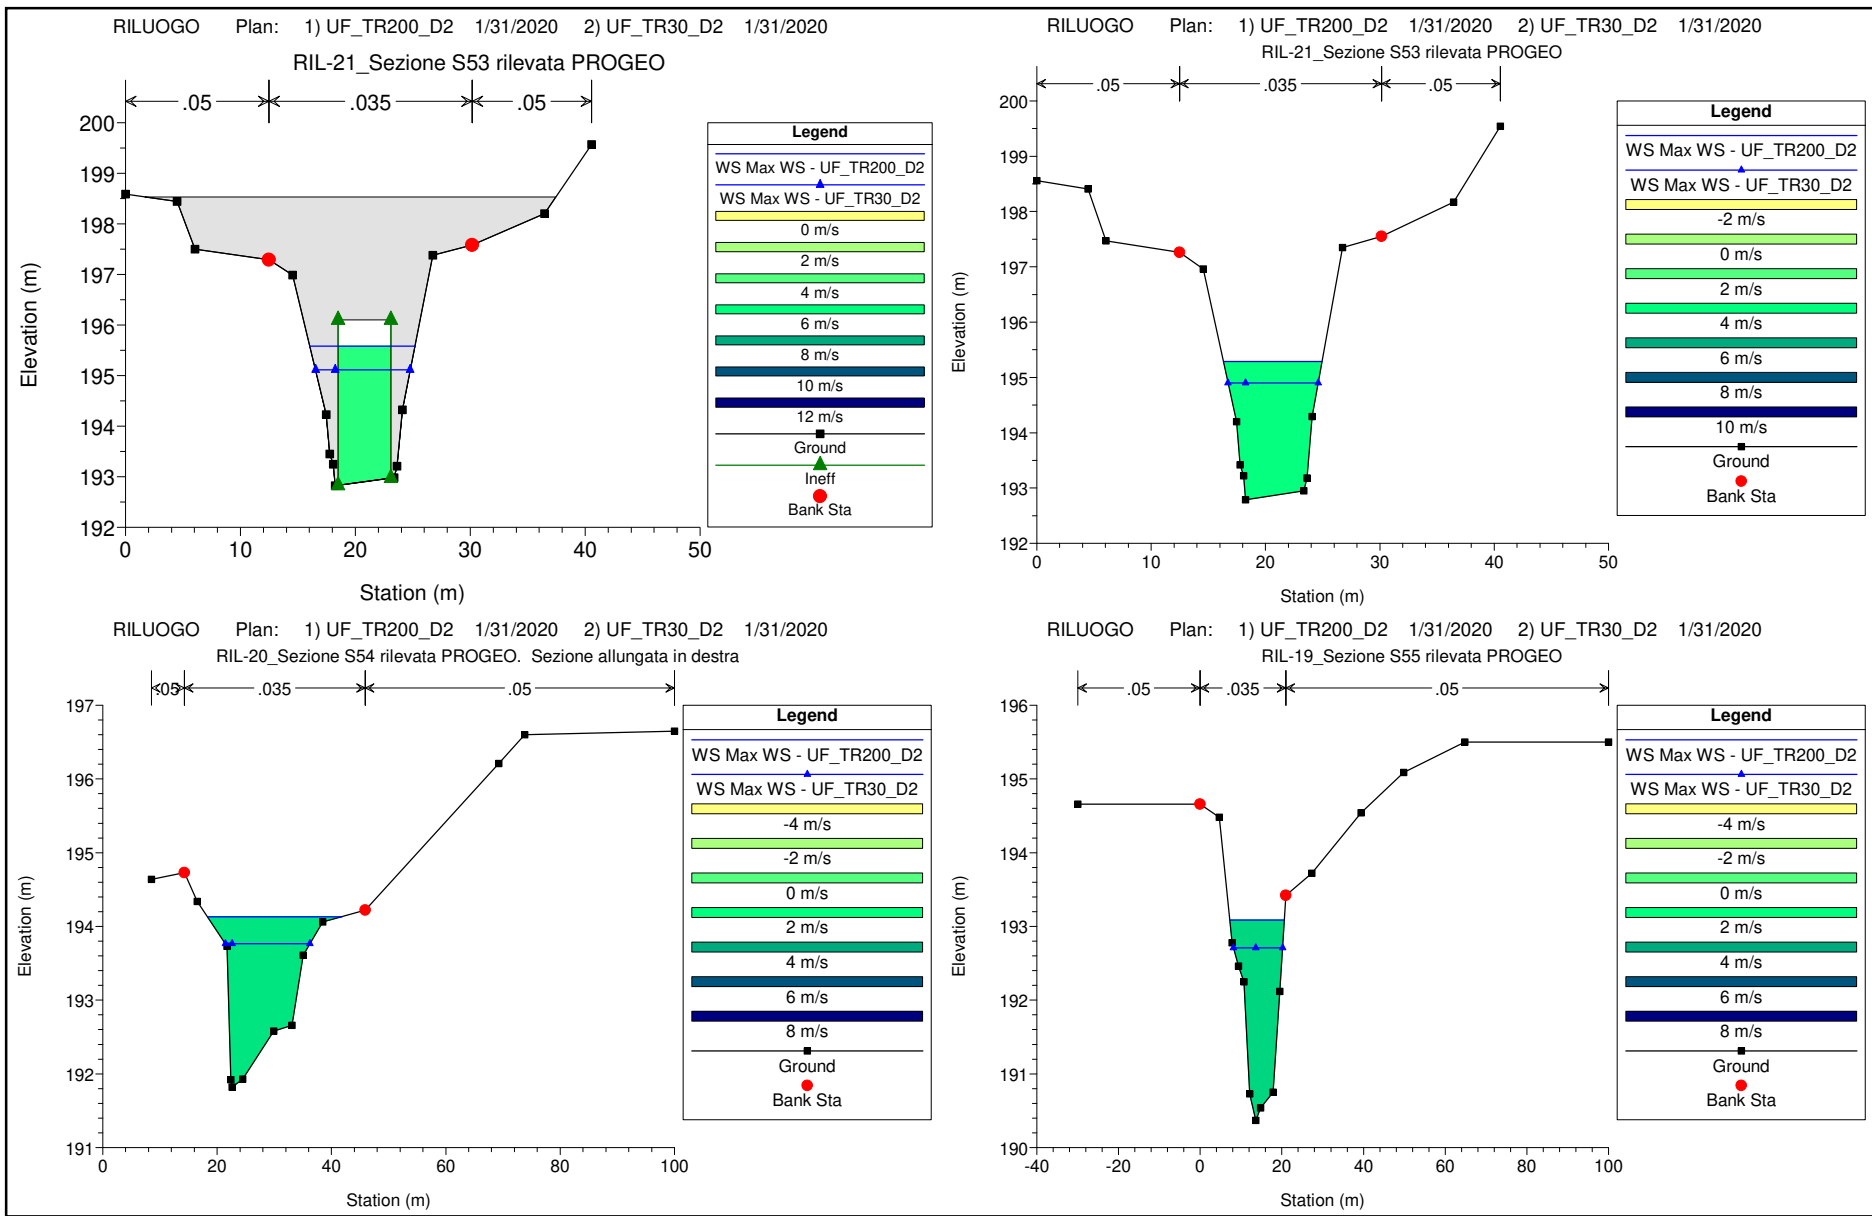 RILUOGO Plan: 1) UF_TR200_D2 1/31/2020 2) UF_TR30_D2 1/31/2020
RIL-21_Sezione S53 rilevata PROGEO
.05 .035 .05
200
199
198
197
196
195
194
193
192
Elevation (m)
0 10 20 30 40 50
Station (m)
Legend
WS Max WS - UF_TR200_D2
WS Max WS - UF_TR30_D2
0 m/s
2 m/s
4 m/s
6 m/s
8 m/s
10 m/s
12 m/s
Ground
Ineff
Bank Sta
RILUOGO Plan: 1) UF_TR200_D2 1/31/2020 2) UF_TR30_D2 1/31/2020
RIL-21_Sezione S53 rilevata PROGEO
.05 .035 .05
200
199
198
197
196
195
194
193
192
Elevation (m)
0 10 20 30 40 50
Station (m)
Legend
WS Max WS - UF_TR200_D2
WS Max WS - UF_TR30_D2
-2 m/s
0 m/s
2 m/s
4 m/s
6 m/s
8 m/s
10 m/s
Ground
Bank Sta
RILUOGO Plan: 1) UF_TR200_D2 1/31/2020 2) UF_TR30_D2 1/31/2020
RIL-20_Sezione S54 rilevata PROGEO. Sezione allungata in destra
.05 .035 .05
197
196
195
194
193
192
191
Elevation (m)
0 20 40 60 80 100
Station (m)
Legend
WS Max WS - UF_TR200_D2
WS Max WS - UF_TR30_D2
-4 m/s
-2 m/s
0 m/s
2 m/s
4 m/s
6 m/s
8 m/s
Ground
Bank Sta
RILUOGO Plan: 1) UF_TR200_D2 1/31/2020 2) UF_TR30_D2 1/31/2020
RIL-19_Sezione S55 rilevata PROGEO
.05 .035 .05
196
195
194
193
192
191
190
Elevation (m)
-40 -20 0 20 40 60 80 100
Station (m)
Legend
WS Max WS - UF_TR200_D2
WS Max WS - UF_TR30_D2
-4 m/s
-2 m/s
0 m/s
2 m/s
4 m/s
6 m/s
8 m/s
Ground
Bank Sta